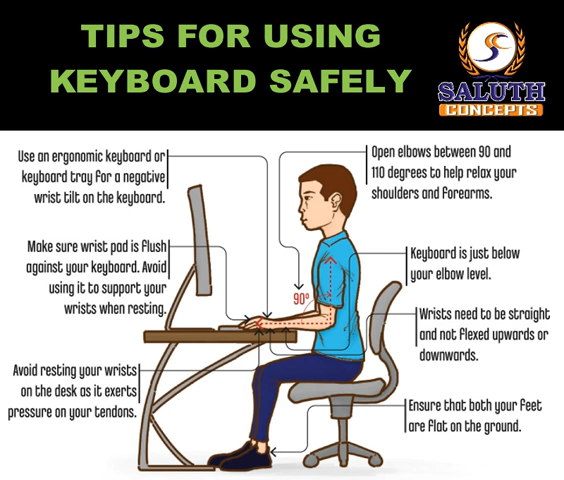 TIPS FOR USING
KEYBOARD SAFELY
SALUTH
CONCEPTS
Use an ergonomic keyboard or
keyboard tray for a negative
wrist tilt on the keyboard.
Open elbows between 90 and
110 degrees to help relax your
shoulders and forearms.
Make sure wrist pad is flush
against your keyboard. Avoid
using it to support your
wrists when resting.
Keyboard is just below
your elbow level.
90°
Wrists need to be straight
and not flexed upwards or
downwards.
Avoid resting your wrists
on the desk as it exerts
pressure on your tendons.
Ensure that both your feet
are flat on the ground.